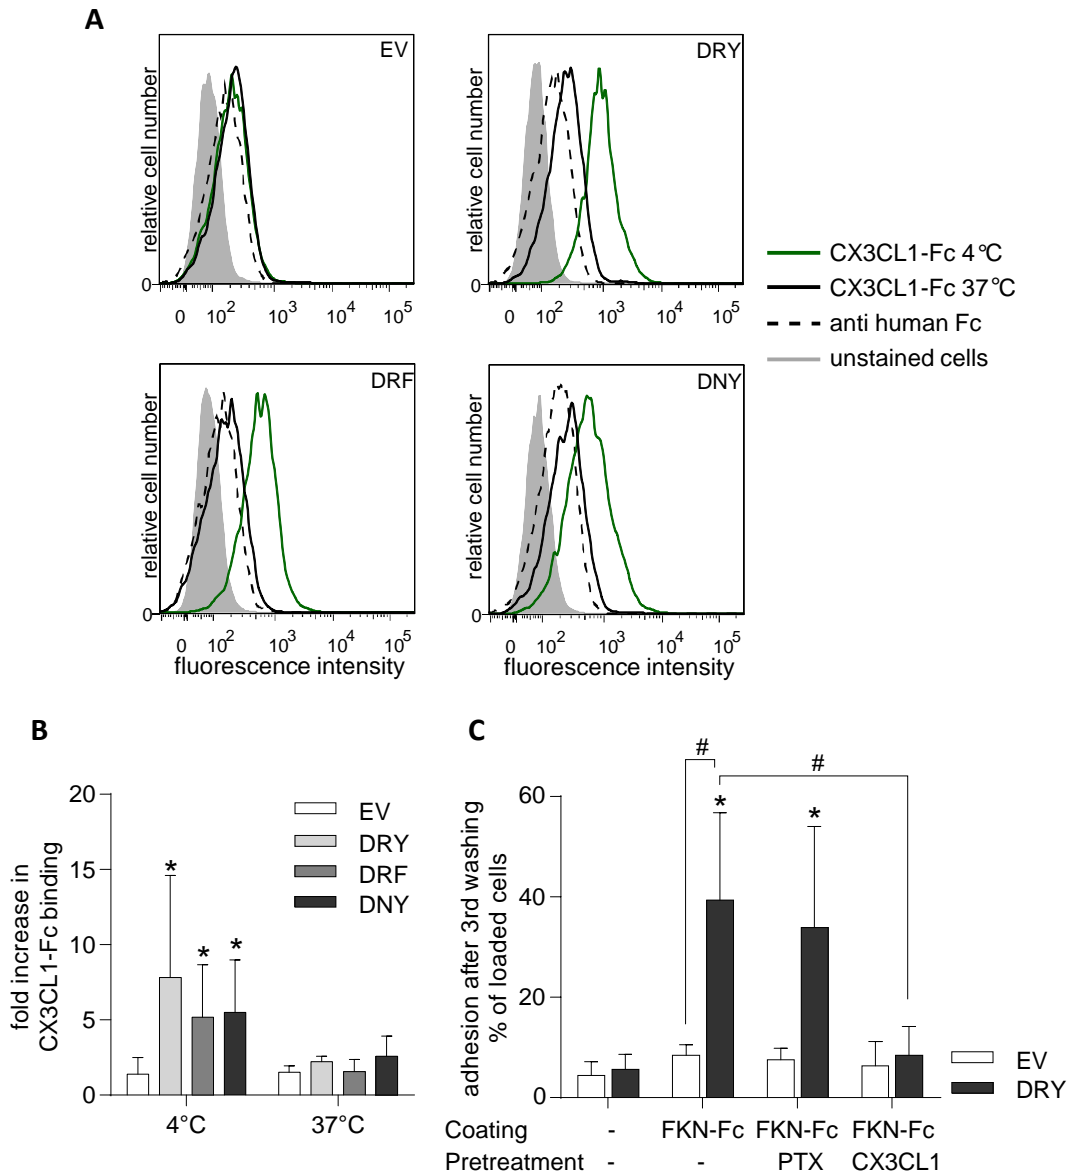 A
EV
DRY
relative cell number
relative cell number
0
0
0 10² 10³ 10⁴ 10⁵
0 10² 10³ 10⁴ 10⁵
CX3CL1-Fc 4°C
CX3CL1-Fc 37°C
anti human Fc
unstained cells
DRF
DNY
relative cell number
relative cell number
0
0
0 10² 10³ 10⁴ 10⁵
0 10² 10³ 10⁴ 10⁵
fluorescence intensity
fluorescence intensity
B
fold increase in
CX3CL1-Fc binding
20
15
10
5
0
EV
DRY
DRF
DNY
*
*
*
4°C
37°C
C
adhesion after 3rd washing
% of loaded cells
60
40
20
0
#
#
*
*
EV
DRY
Coating - FKN-Fc FKN-Fc FKN-Fc
Pretreatment - - PTX CX3CL1